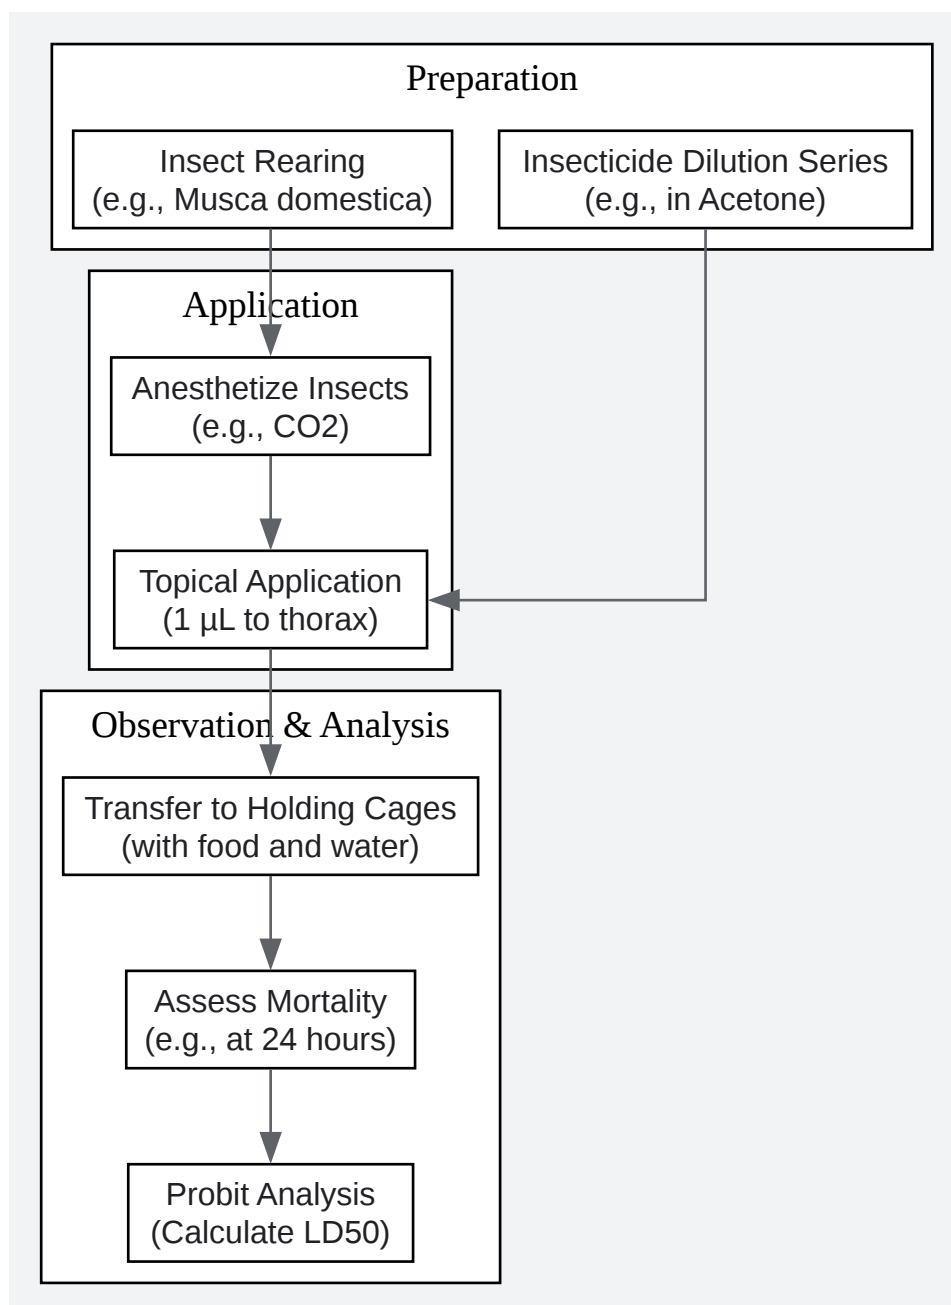 Preparation
Insect Rearing
(e.g., Musca domestica)
Insecticide Dilution Series
(e.g., in Acetone)
Application
Anesthetize Insects
(e.g., CO2)
Topical Application
(1 µL to thorax)
Observation & Analysis
Transfer to Holding Cages
(with food and water)
Assess Mortality
(e.g., at 24 hours)
Probit Analysis
(Calculate LD50)